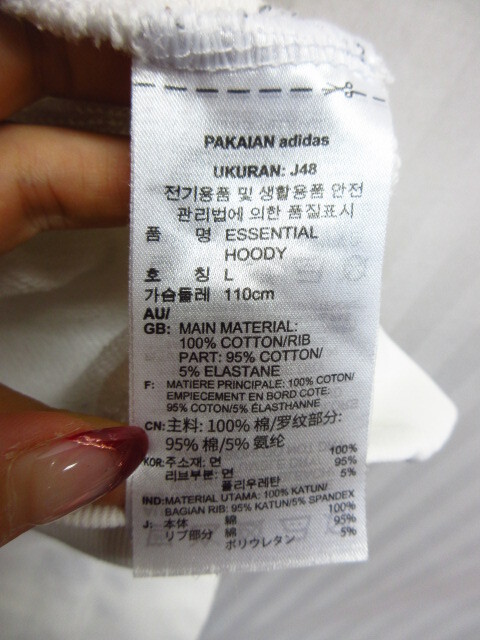 PAKAIAN adidas
UKURAN: J48
전기용품 및 생활용품 안전
관리법에 의한 품질표시
품 명 ESSENTIAL
HOODY
호 칭 L
가슴둘레 110cm
AU/
GB: MAIN MATERIAL:
100% COTTON/RIB
PART: 95% COTTON/
5% ELASTANE
F: MATIERE PRINCIPALE: 100% COTON/
EMPIECEMENT EN BORD COTE:
95% COTON/5% ÉLASTHANNE
CN: 主料: 100% 棉/罗纹部分:
95% 棉/5% 氨纶
KOR: 주소재: 면 100%
리브부분: 면 95%
폴리우레탄 5%
IND: MATERIAL UTAMA: 100% KATUN/
BAGIAN RIB: 95% KATUN/5% SPANDEX
J: 本体 綿 100%
リブ部分 綿 95%
ポリウレタン 5%